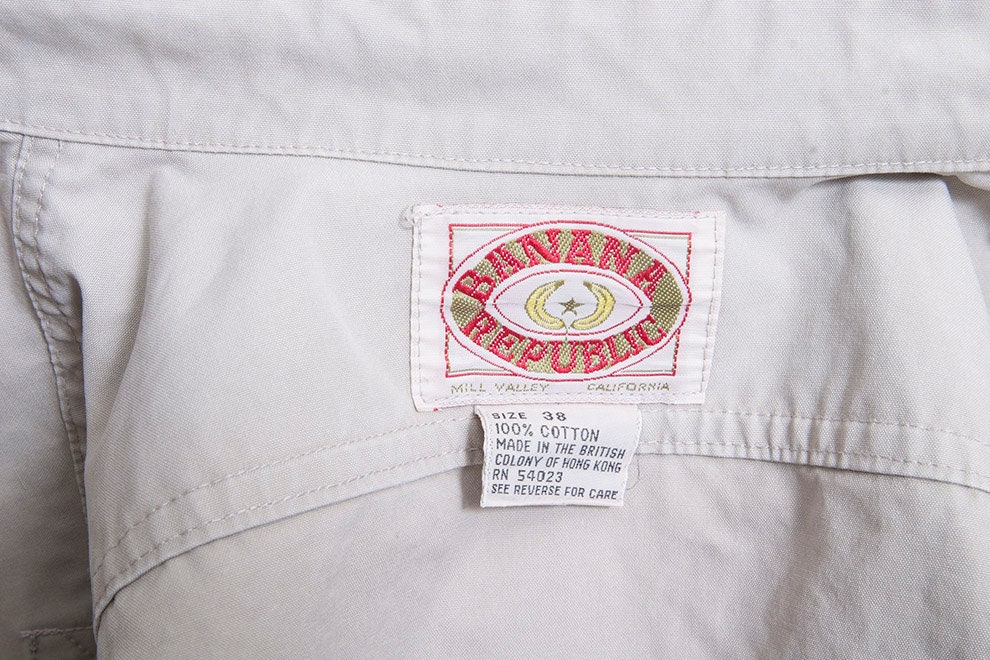 BANANA
REPUBLIC
MILL VALLEY CALIFORNIA
SIZE 38
100% COTTON
MADE IN THE BRITISH
COLONY OF HONG KONG
RN 54023
SEE REVERSE FOR CARE